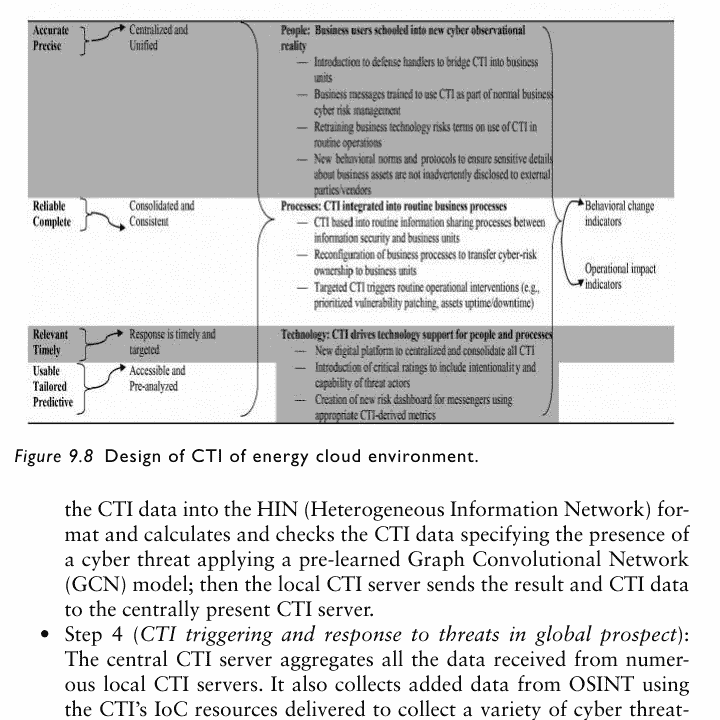 Accurate
Precise
Centralized and
Unified
People: Business users schooled into new cyber observational
reality
— Introduction to defense handlers to bridge CTI into business
units
— Business messages trained to use CTI as part of normal business
cyber risk management
— Retraining business technology risks terms on use of CTI in
routine operations
— New behavioral norms and protocols to ensure sensitive details
about business assets are not inadvertently disclosed to external
parties/vendors
Reliable
Complete
Consolidated and
Consistent
Processes: CTI integrated into routine business processes
— CTI based into routine information sharing processes between
information security and business units
— Reconfiguration of business processes to transfer cyber-risk
ownership to business units
— Targeted CTI triggers routine operational interventions (e.g.,
prioritized vulnerability patching, assets uptime/downtime)
Behavioral change
indicators
Operational impact
indicators
Relevant
Timely
Response is timely and
targeted
Usable
Tailored
Predictive
Accessible and
Pre-analyzed
Technology: CTI drives technology support for people and processes
— New digital platform to centralized and consolidate all CTI
— Introduction of critical ratings to include intentionality and
capability of threat actors
— Creation of new risk dashboard for messengers using
appropriate CTI-derived metrics
Figure 9.8 Design of CTI of energy cloud environment.
the CTI data into the HIN (Heterogeneous Information Network) for-
mat and calculates and checks the CTI data specifying the presence of
a cyber threat applying a pre-learned Graph Convolutional Network
(GCN) model; then the local CTI server sends the result and CTI data
to the centrally present CTI server.
• Step 4 (CTI triggering and response to threats in global prospect):
The central CTI server aggregates all the data received from numer-
ous local CTI servers. It also collects added data from OSINT using
the CTI's IoC resources delivered to collect a variety of cyber threat-